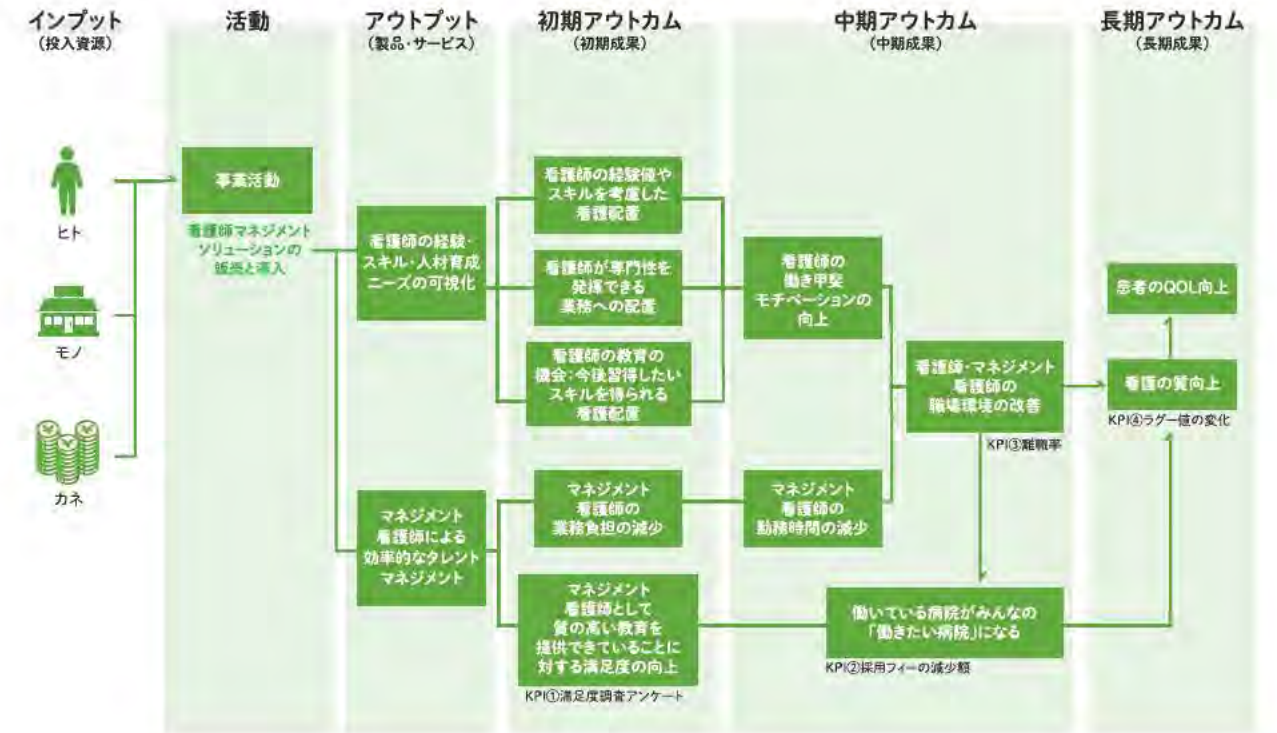 インプット
（投入資源）
活動
アウトプット
（製品・サービス）
初期アウトカム
（初期成果）
中期アウトカム
（中期成果）
長期アウトカム
（長期成果）
ヒト
モノ
カネ
事業活動
看護師マネジメント
ソリューションの
販売と導入
看護師の経験・
スキル・人材育成
ニーズの可視化
マネジメント
看護師による
効率的なタレント
マネジメント
看護師の経験値や
スキルを考慮した
看護配置
看護師が専門性を
発揮できる
業務への配置
看護師の教育の
機会：今後習得したい
スキルを得られる
看護配置
マネジメント
看護師の
業務負担の減少
マネジメント
看護師として
質の高い教育を
提供できていることに
対する満足度の向上
KPI①満足度調査アンケート
看護師の
働き甲斐
モチベーションの
向上
マネジメント
看護師の
勤務時間の減少
看護師・マネジメント
看護師の
職場環境の改善
KPI③離職率
働いている病院がみんなの
「働きたい病院」になる
KPI②採用フィーの減少額
患者のQOL向上
看護の質向上
KPI④ラグー値の変化